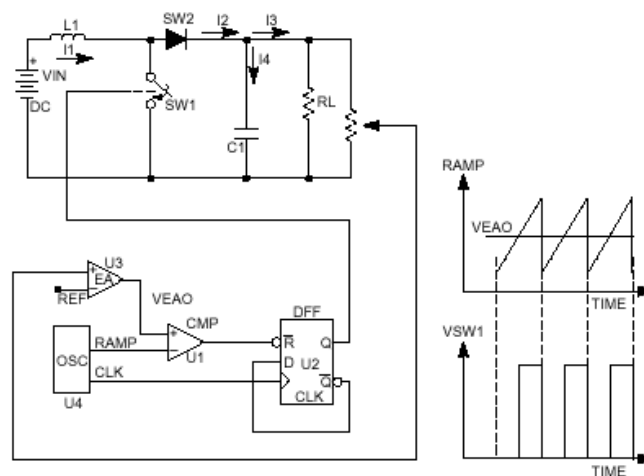 L1
SW2
I2
I3
I1
I4
+
VIN
DC
SW1
C1
RL
RAMP
VEAO
TIME
VSW1
TIME
U3
+
EA
−
REF
VEAO
DFF
CMP
+
−
U1
OSC
RAMP
CLK
U4
R
Q
D
U2
Q
CLK